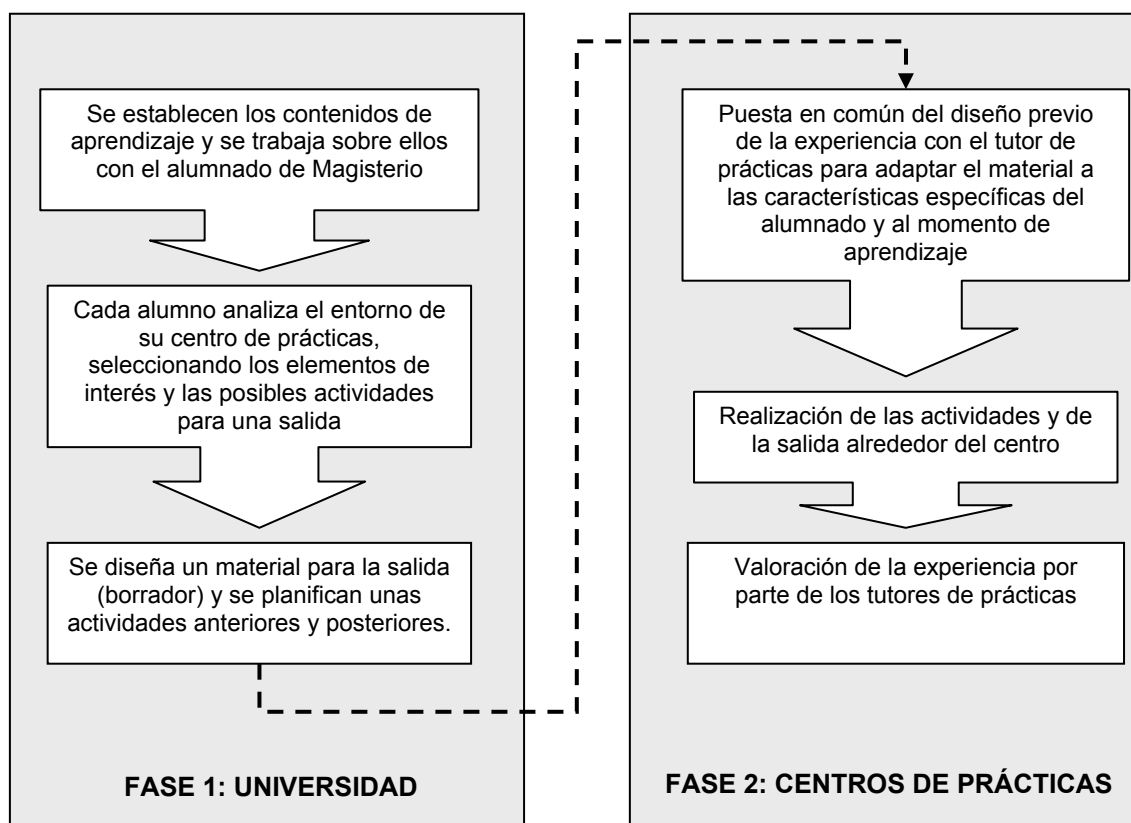 Se establecen los contenidos de
aprendizaje y se trabaja sobre ellos
con el alumnado de Magisterio
Cada alumno analiza el entorno de
su centro de prácticas,
seleccionando los elementos de
interés y las posibles actividades
para una salida
Se diseña un material para la salida
(borrador) y se planifican unas
actividades anteriores y posteriores.
FASE 1: UNIVERSIDAD
Puesta en común del diseño previo
de la experiencia con el tutor de
prácticas para adaptar el material a
las características específicas del
alumnado y al momento de
aprendizaje
Realización de las actividades y de
la salida alrededor del centro
Valoración de la experiencia por
parte de los tutores de prácticas
FASE 2: CENTROS DE PRÁCTICAS